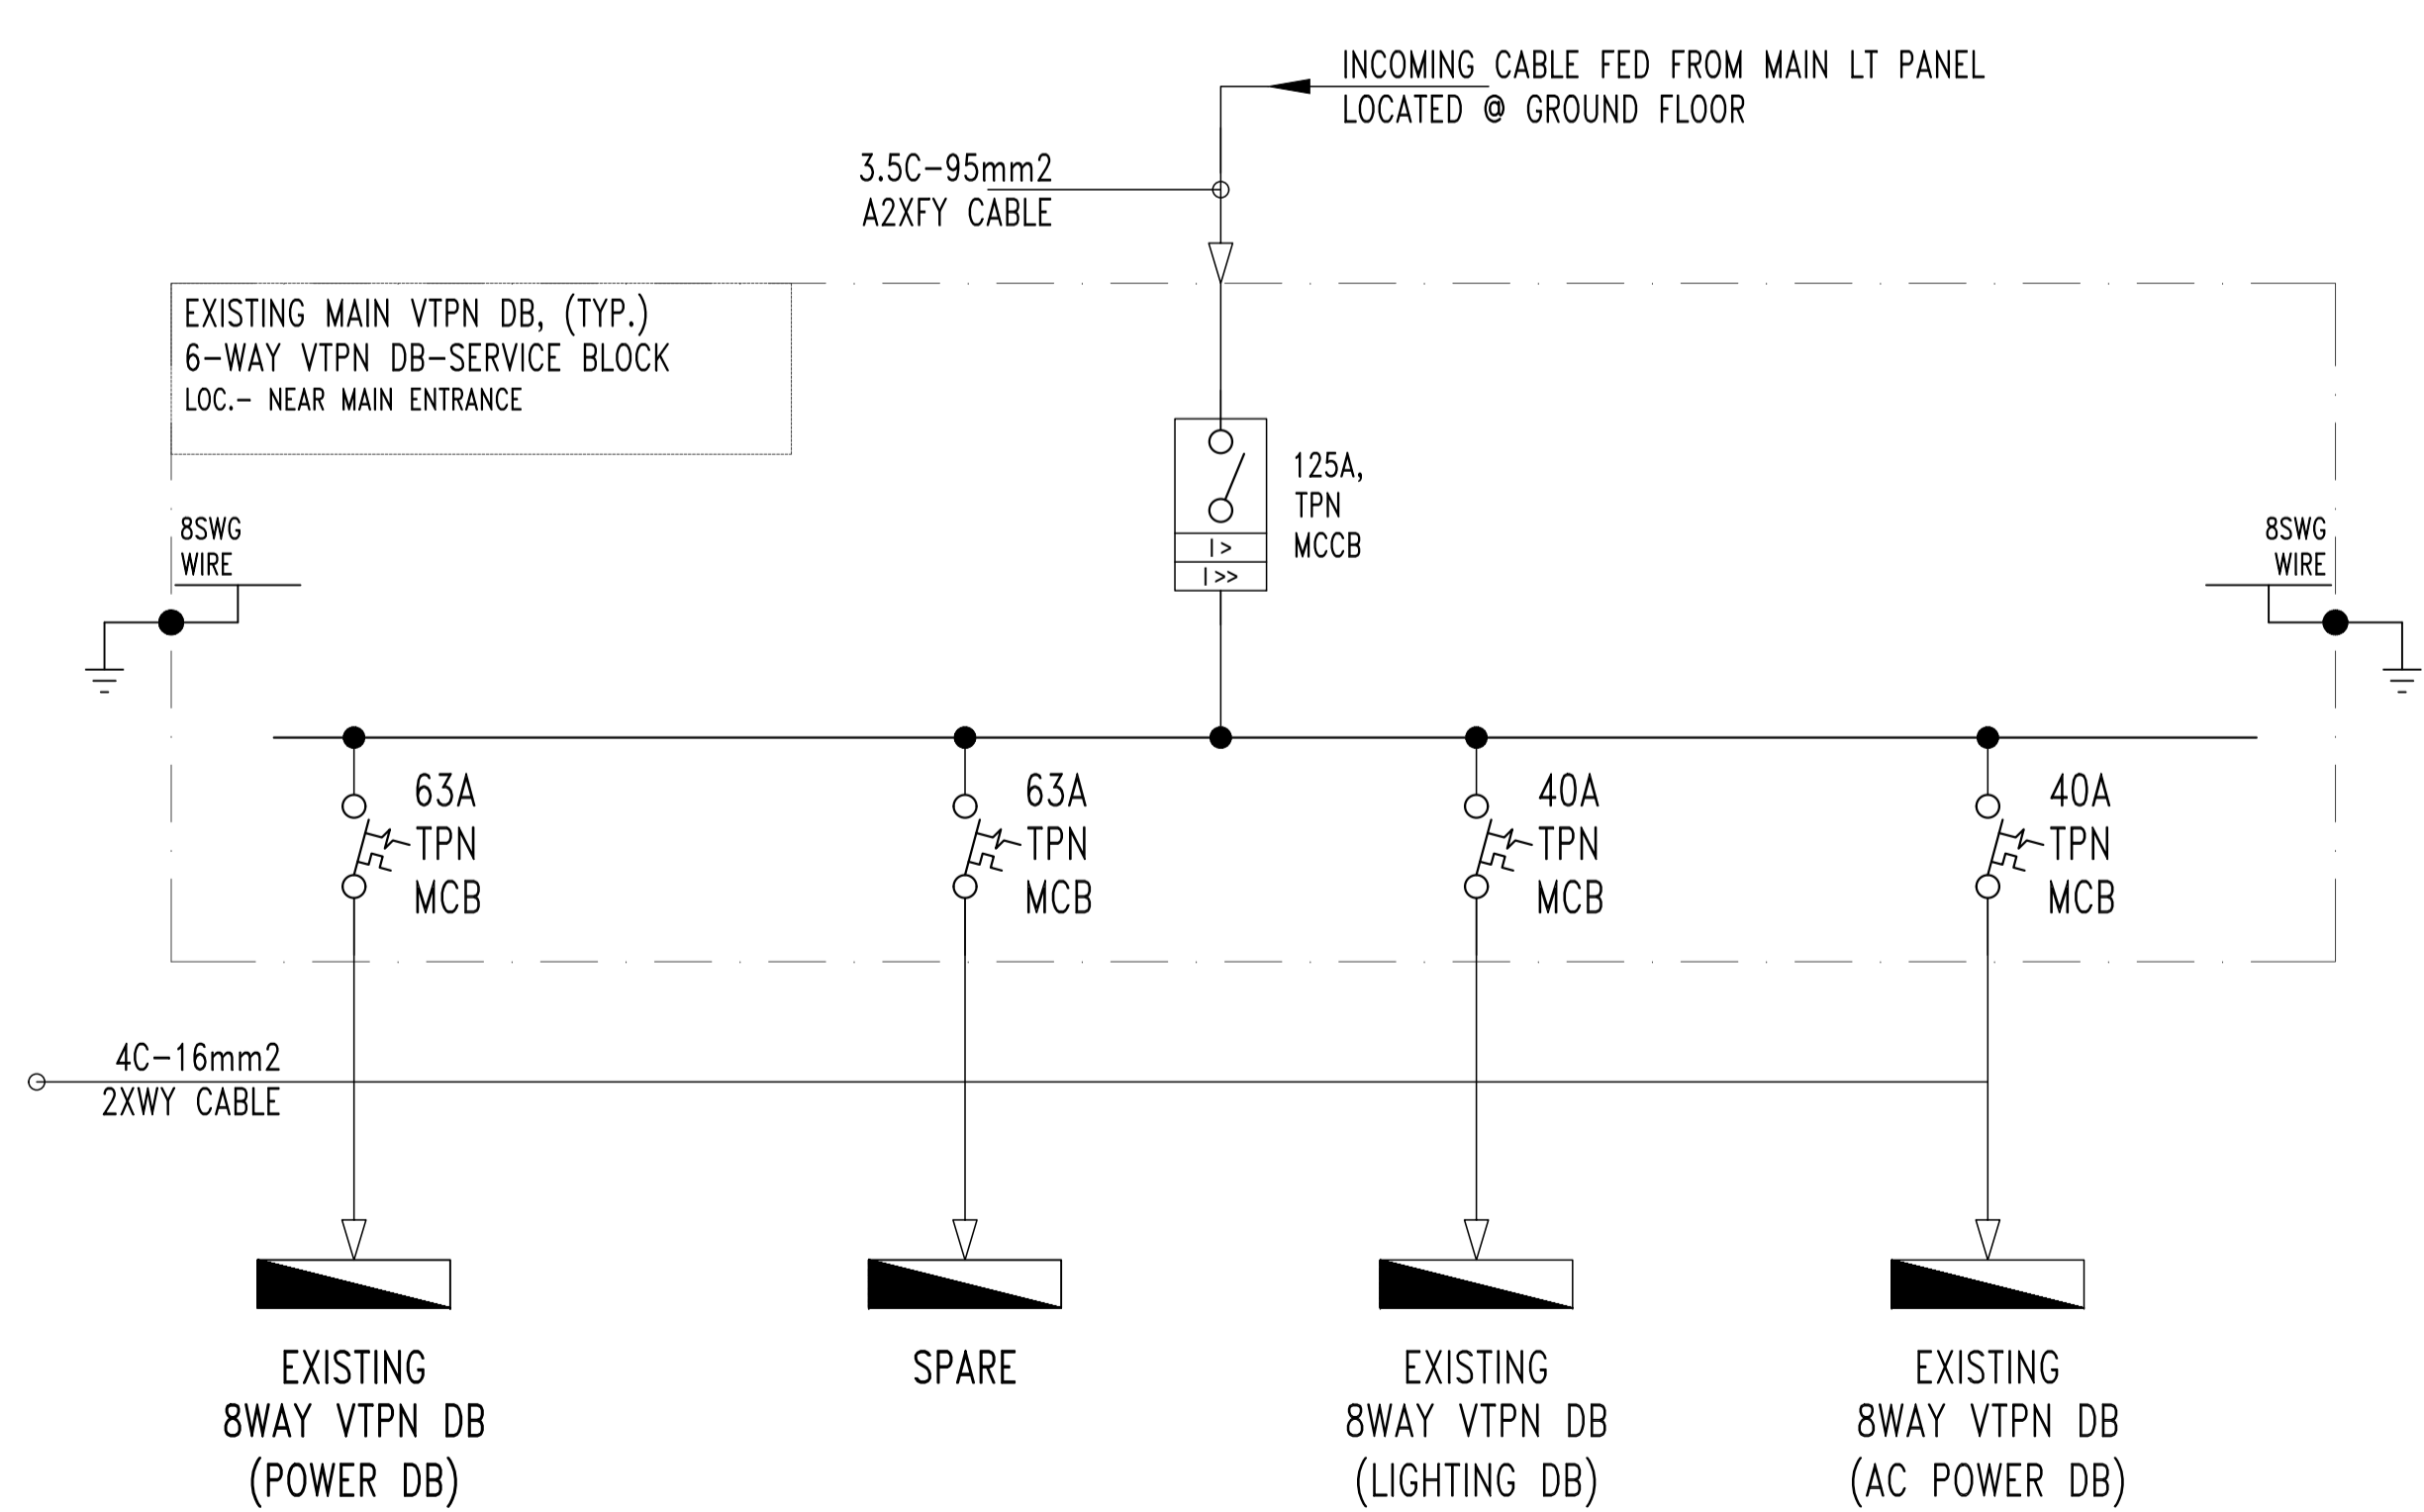 INCOMING CABLE FED FROM MAIN LT PANEL
LOCATED @ GROUND FLOOR
3.5C-95mm2
A2XFY CABLE
EXISTING MAIN VTPN DB, (TYP.)
6-WAY VTPN DB-SERVICE BLOCK
LOC.- NEAR MAIN ENTRANCE
125A,
TPN
MCCB
I>
I>>
8SWG
WIRE
8SWG
WIRE
63A
TPN
MCB
63A
TPN
MCB
40A
TPN
MCB
40A
TPN
MCB
4C-16mm2
2XWY CABLE
EXISTING
8WAY VTPN DB
(POWER DB)
SPARE
EXISTING
8WAY VTPN DB
(LIGHTING DB)
EXISTING
8WAY VTPN DB
(AC POWER DB)